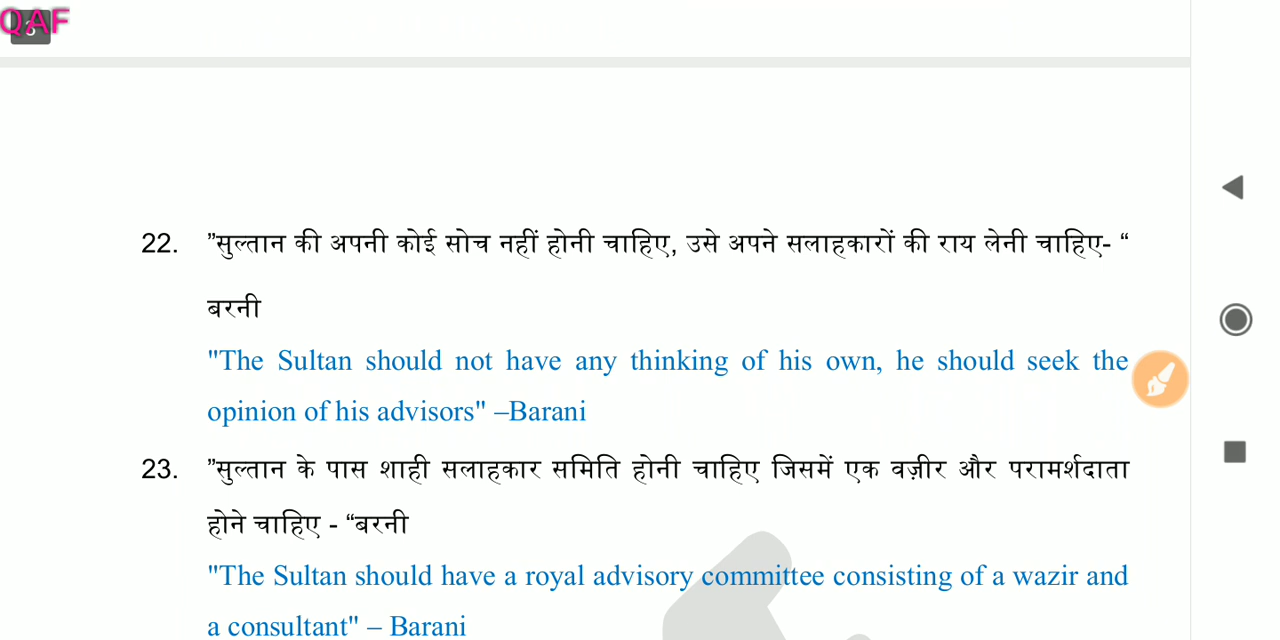 QAF
22. ”सुल्तान की अपनी कोई सोच नहीं होनी चाहिए, उसे अपने सलाहकारों की राय लेनी चाहिए- “
बरनी
"The Sultan should not have any thinking of his own, he should seek the
opinion of his advisors" –Barani
23. ”सुल्तान के पास शाही सलाहकार समिति होनी चाहिए जिसमें एक वज़ीर और परामर्शदाता
होने चाहिए - “बरनी
"The Sultan should have a royal advisory committee consisting of a wazir and
a consultant" – Barani